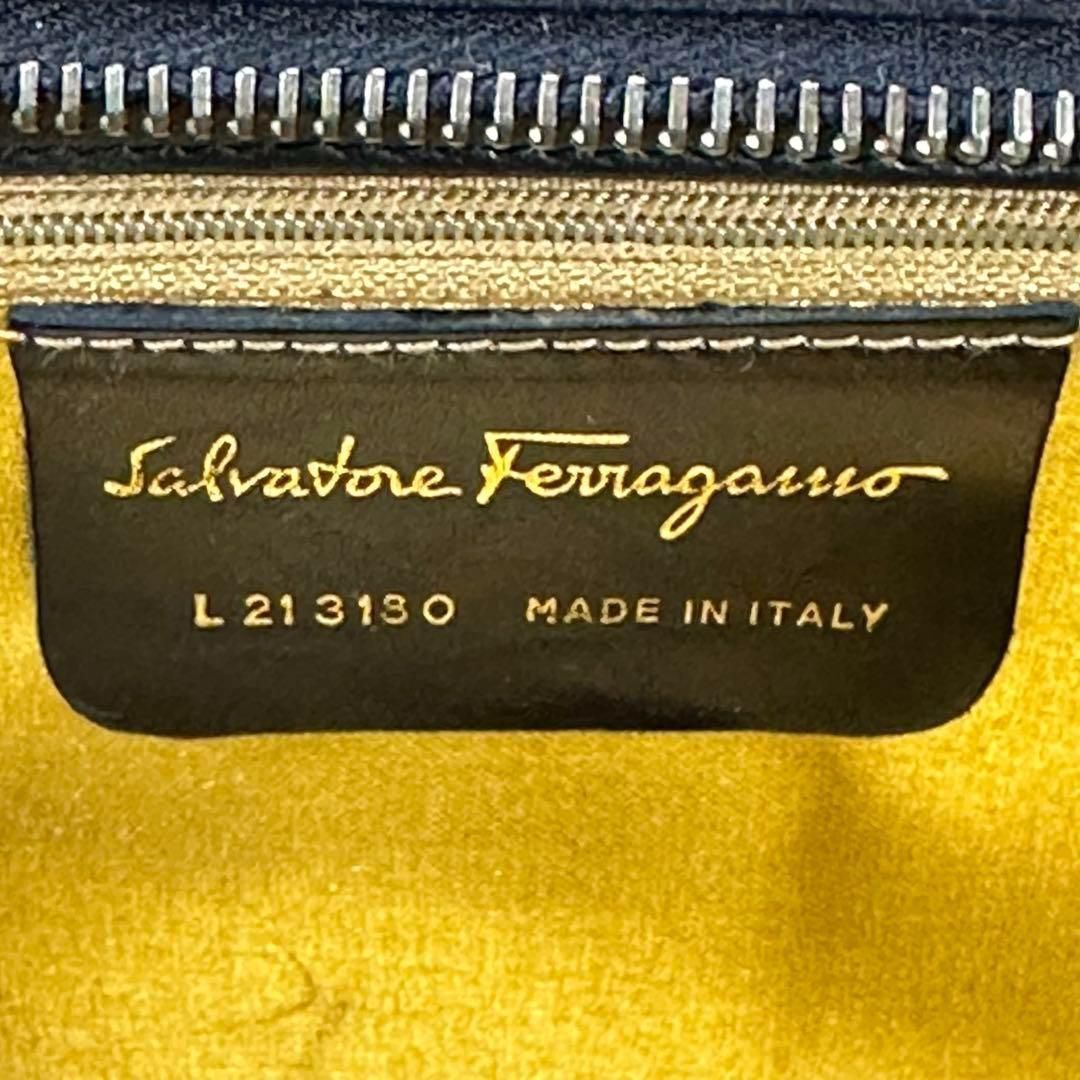 Salvatore Ferragamo
L 21 3180 MADE IN ITALY